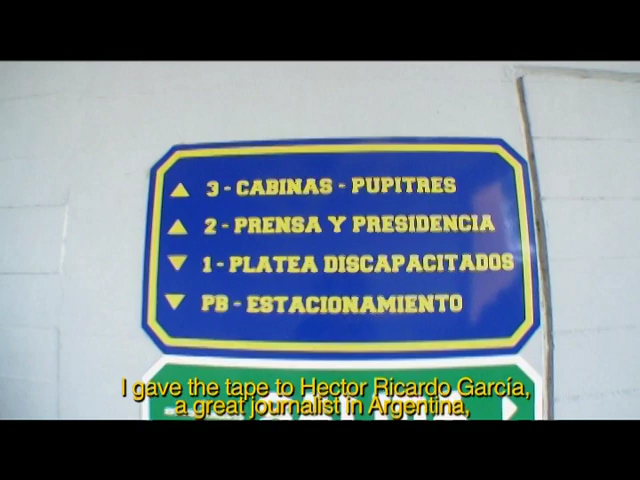 3 - CABINAS - PUPITRES
2 - PRENSA Y PRESIDENCIA
1 - PLATEA DISCAPACITADOS
PB - ESTACIONAMIENTO
I gave the tape to Hector Ricardo García,
a great journalist in Argentina,